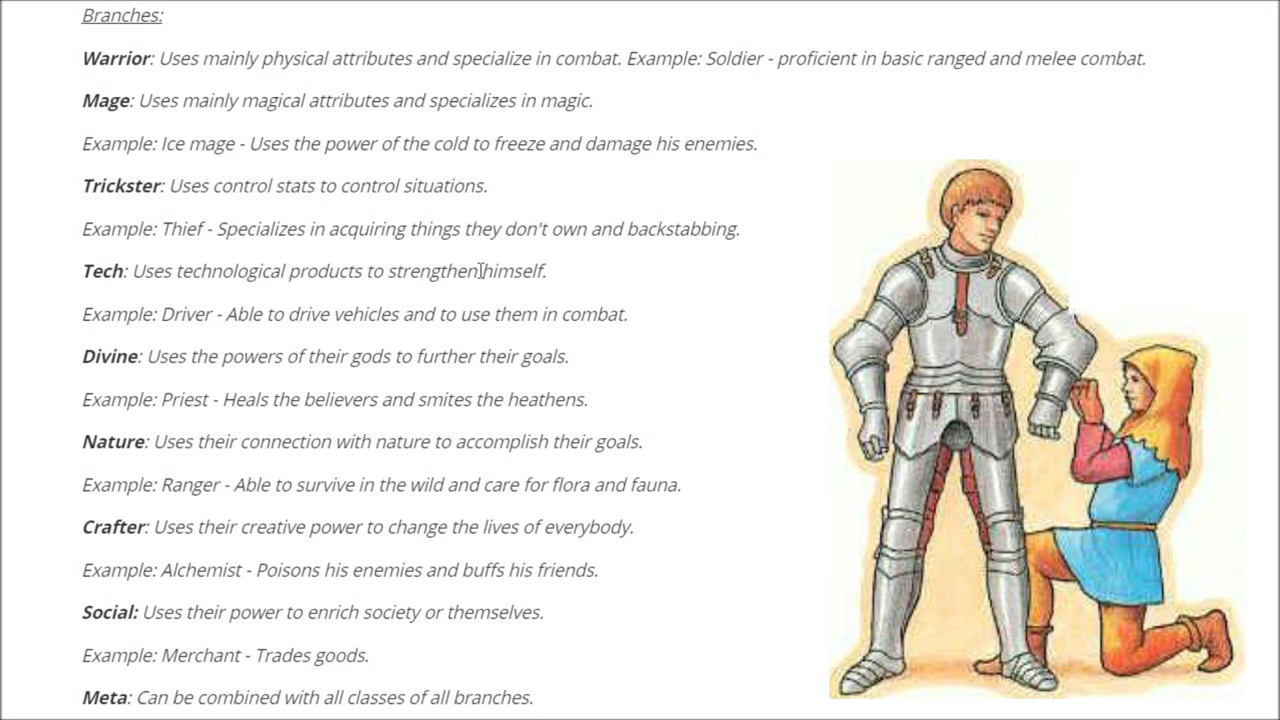 Branches:
Warrior: Uses mainly physical attributes and specialize in combat. Example: Soldier - proficient in basic ranged and melee combat.
Mage: Uses mainly magical attributes and specializes in magic.
Example: Ice mage - Uses the power of the cold to freeze and damage his enemies.
Trickster: Uses control stats to control situations.
Example: Thief - Specializes in acquiring things they don't own and backstabbing.
Tech: Uses technological products to strengthen himself.
Example: Driver - Able to drive vehicles and to use them in combat.
Divine: Uses the powers of their gods to further their goals.
Example: Priest - Heals the believers and smites the heathens.
Nature: Uses their connection with nature to accomplish their goals.
Example: Ranger - Able to survive in the wild and care for flora and fauna.
Crafter: Uses their creative power to change the lives of everybody.
Example: Alchemist - Poisons his enemies and buffs his friends.
Social: Uses their power to enrich society or themselves.
Example: Merchant - Trades goods.
Meta: Can be combined with all classes of all branches.